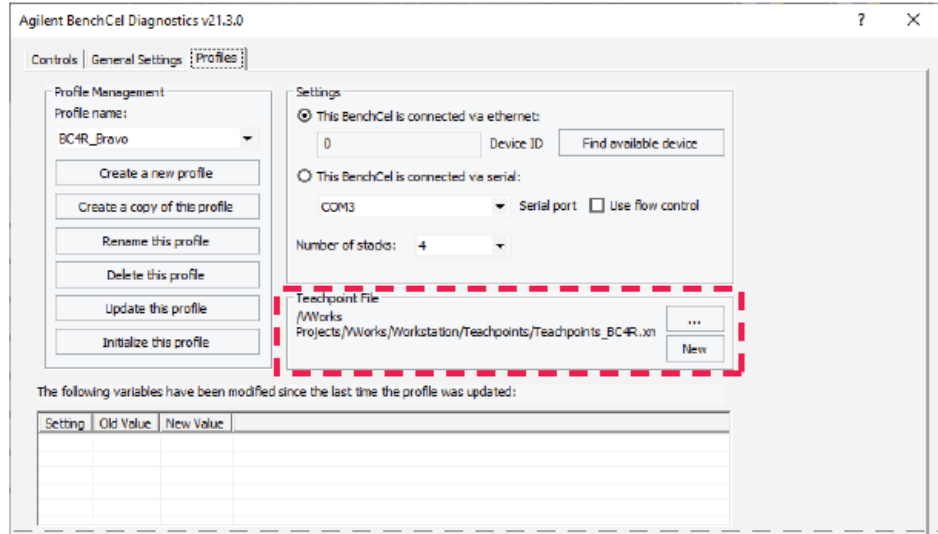 Agilent BenchCel Diagnostics v21.3.0 ? ×
Controls General Settings Profiles
Profile Management
Profile name:
BC4R_Bravo
Create a new profile
Create a copy of this profile
Rename this profile
Delete this profile
Update this profile
Initialize this profile
Settings
This BenchCel is connected via ethernet:
0 Device ID Find available device
This BenchCel is connected via serial:
COM3 Serial port Use flow control
Number of stacks: 4
Teachpoint File
/VWorks
Projects/VWorks/Workstation/Teachpoints/Teachpoints_BC4R.xn
...
New
The following variables have been modified since the last time the profile was updated:
Setting Old Value New Value